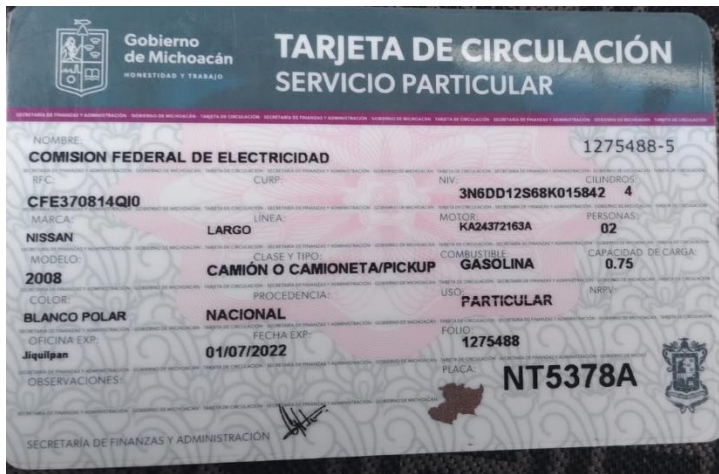 Gobierno
de Michoacán
HONESTIDAD Y TRABAJO
TARJETA DE CIRCULACIÓN
SERVICIO PARTICULAR
NOMBRE: 1275488-5
COMISION FEDERAL DE ELECTRICIDAD
RFC: CURP: NIV: CILINDROS:
CFE370814QI0 3N6DD12S68K015842 4
MARCA: LÍNEA: MOTOR: PERSONAS:
NISSAN LARGO KA24372163A 02
MODELO: CLASE Y TIPO: COMBUSTIBLE: CAPACIDAD DE CARGA:
2008 CAMIÓN O CAMIONETA/PICKUP GASOLINA 0.75
COLOR: PROCEDENCIA: USO: NRPV:
BLANCO POLAR NACIONAL PARTICULAR
OFICINA EXP: FECHA EXP: FOLIO:
Jiquilpan 01/07/2022 1275488
OBSERVACIONES: PLACA: NT5378A
SECRETARÍA DE FINANZAS Y ADMINISTRACIÓN